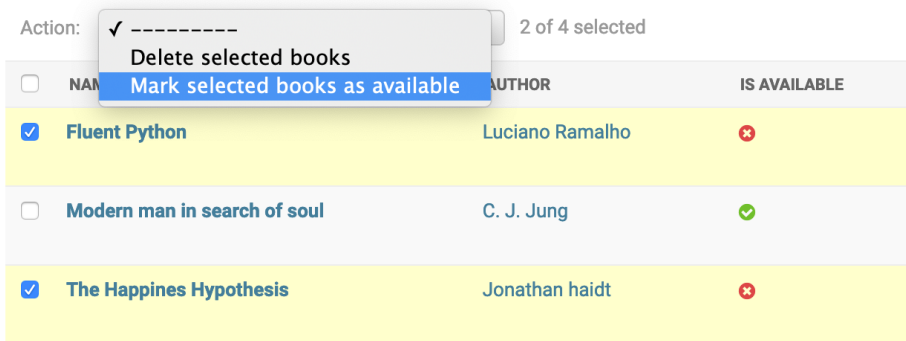 Action: ✓ --------- 2 of 4 selected
Delete selected books
Mark selected books as available
AUTHOR IS AVAILABLE
Fluent Python Luciano Ramalho
Modern man in search of soul C. J. Jung
The Happines Hypothesis Jonathan haidt